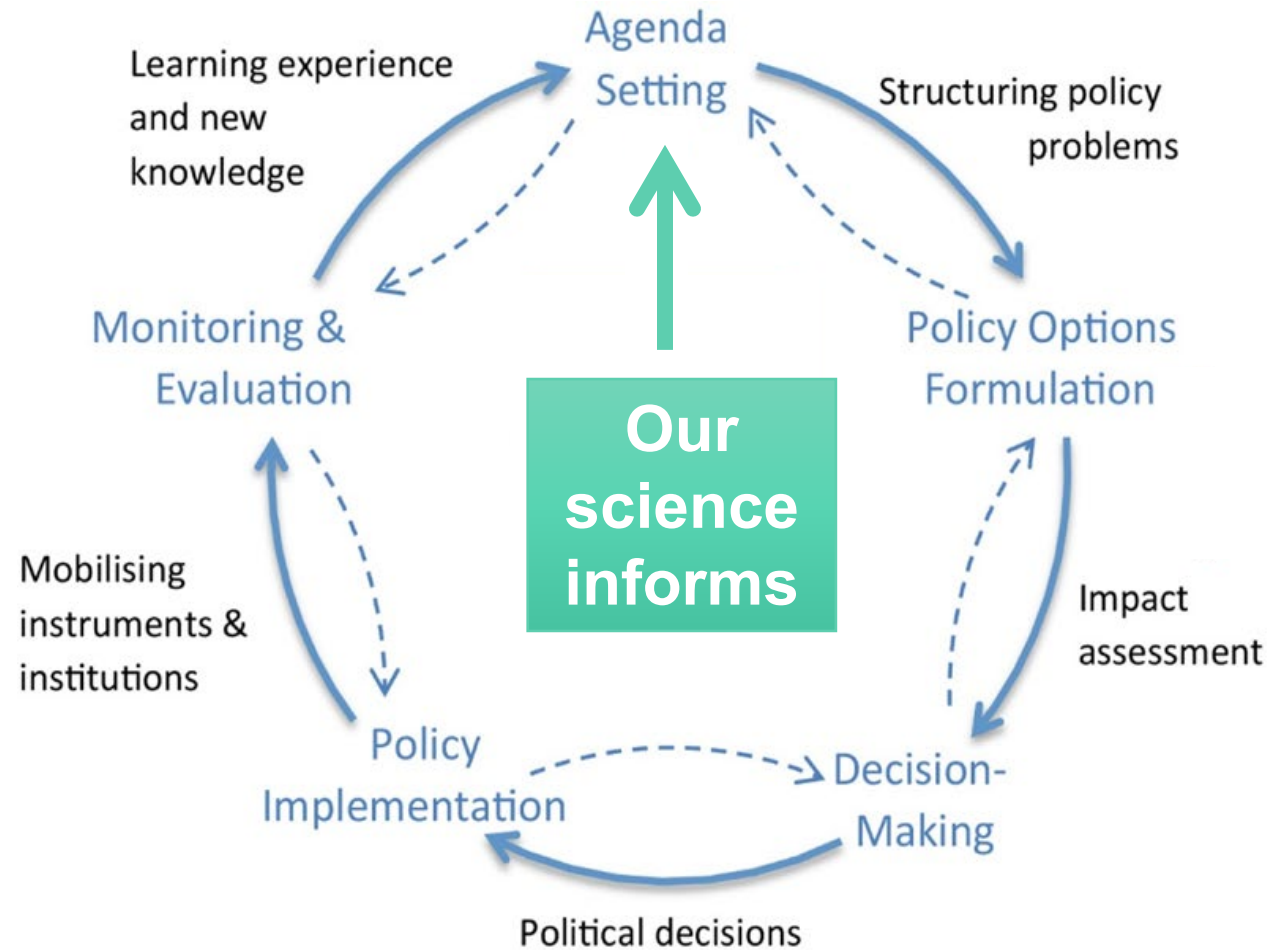 Agenda
Setting
Learning experience
and new
knowledge
Structuring policy
problems
Monitoring &
Evaluation
Policy Options
Formulation
Our
science
informs
Mobilising
instruments &
institutions
Impact
assessment
Policy
Implementation
Decision-
Making
Political decisions